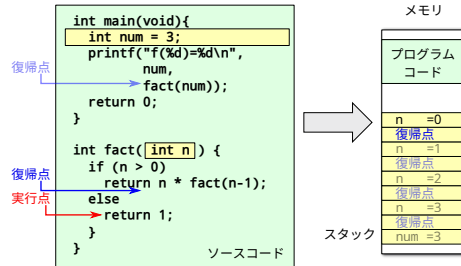 メモリ
int main(void){
int num = 3;
printf("f(%d)=%d\n",
num,
復帰点
fact(num));
return 0;
}
int fact( int n ) {
if (n > 0)
復帰点
return n * fact(n-1);
else
実行点
return 1;
}
}
ソースコード
プログラム
コード
n =0
復帰点
n =1
復帰点
n =2
復帰点
n =3
復帰点
num =3
スタック